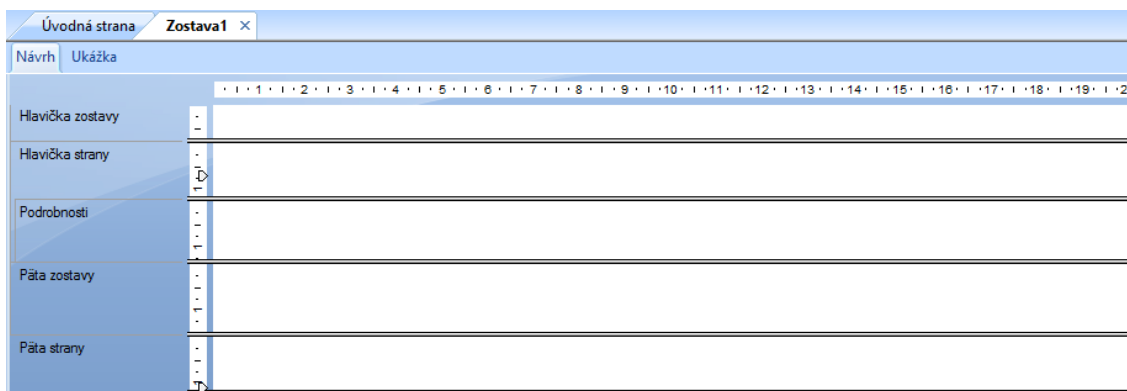 Úvodná strana Zostava1 ×
Návrh Ukážka
1 2 3 4 5 6 7 8 9 10 11 12 13 14 15 16 17 18 19 2
Hlavička zostavy
Hlavička strany
Podrobnosti
Päta zostavy
Päta strany